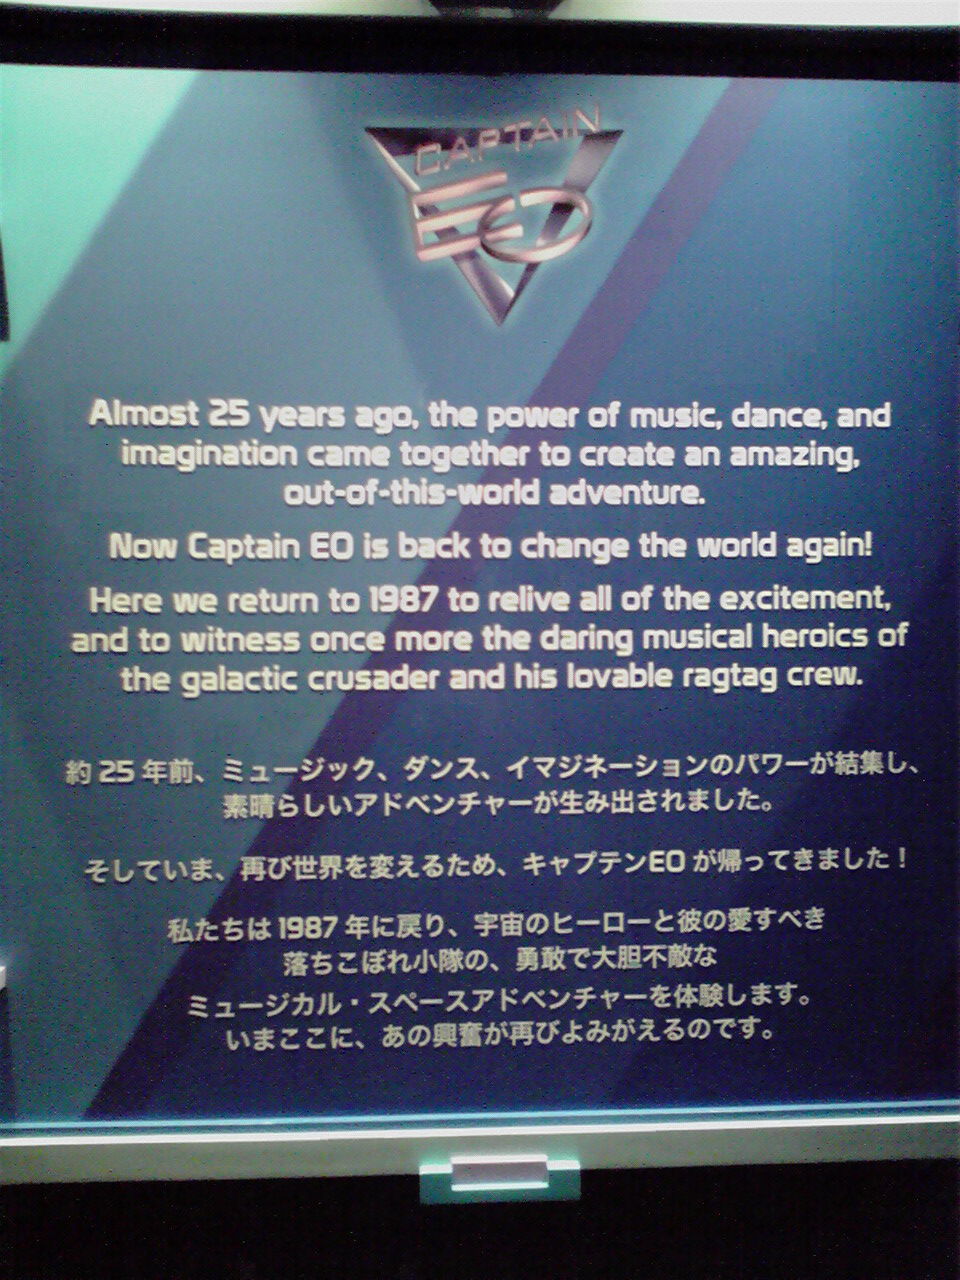 CAPTAIN
EO
Almost 25 years ago, the power of music, dance, and
imagination came together to create an amazing,
out-of-this-world adventure.
Now Captain EO is back to change the world again!
Here we return to 1987 to relive all of the excitement,
and to witness once more the daring musical heroics of
the galactic crusader and his lovable ragtag crew.
約25年前、ミュージック、ダンス、イマジネーションのパワーが結集し、
素晴らしいアドベンチャーが生み出されました。
そしていま、再び世界を変えるため、キャプテンEOが帰ってきました！
私たちは1987年に戻り、宇宙のヒーローと彼の愛すべき
落ちこぼれ小隊の、勇敢で大胆不敵な
ミュージカル・スペースアドベンチャーを体験します。
いまここに、あの興奮が再びよみがえるのです。